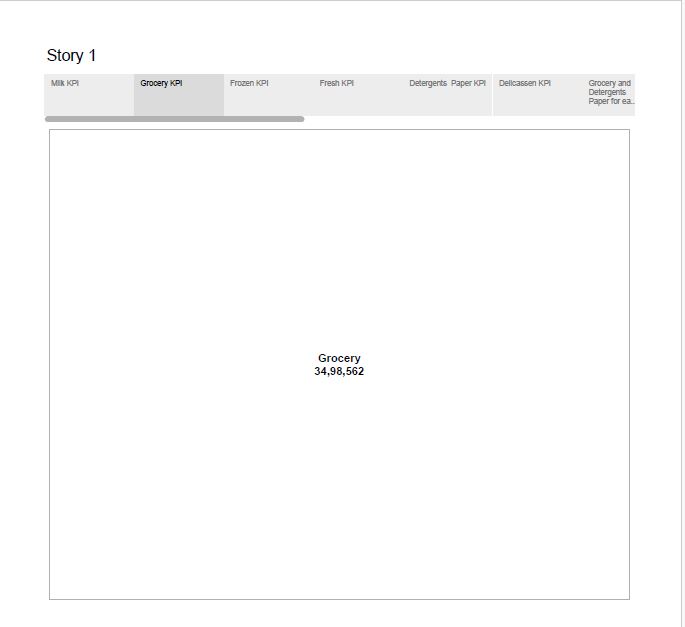 Story 1
Milk KPI
Grocery KPI
Frozen KPI
Fresh KPI
Detergents Paper KPI
Delicassen KPI
Grocery and
Detergents
Paper for ea..
Grocery
34,98,562